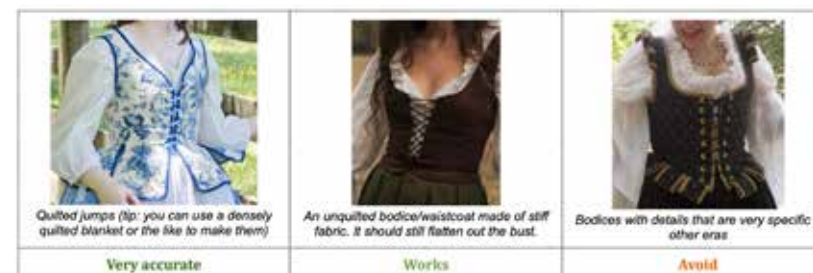 Quilted jumps (tip: you can use a densely
quilted blanket or the like to make them)
An unquilted bodice/waistcoat made of stiff
fabric. It should still flatten out the bust.
Bodices with details that are very specific
other eras
Very accurate
Works
Avoid